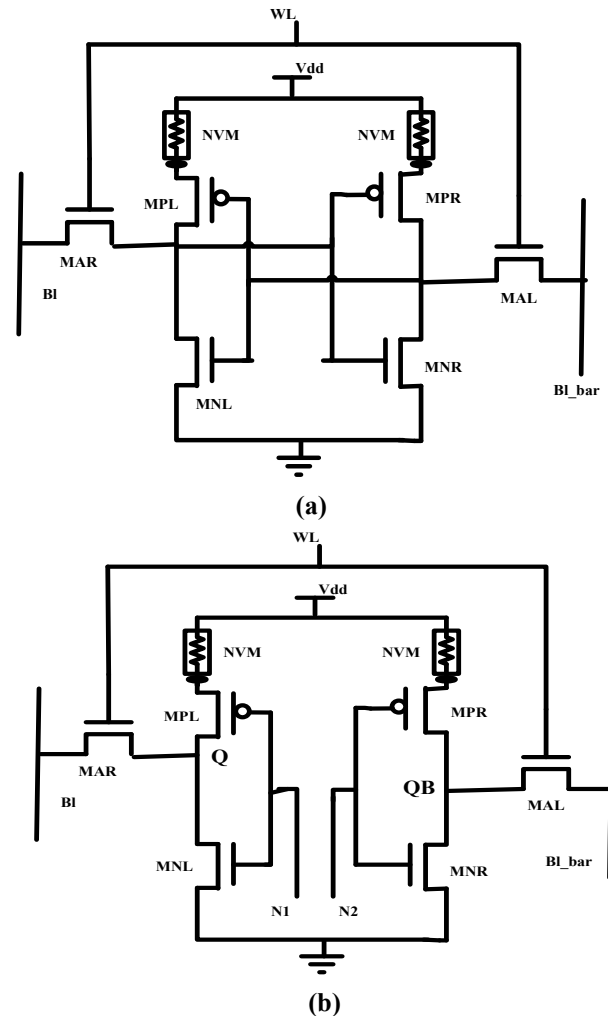 WL
Vdd
NVM NVM
MPL MPR
MAR MAL
Bl
MNL MNR
Bl_bar
(a)
WL
Vdd
NVM NVM
MPL MPR
MAR Q QB MAL
Bl
MNL MNR Bl_bar
N1 N2
(b)